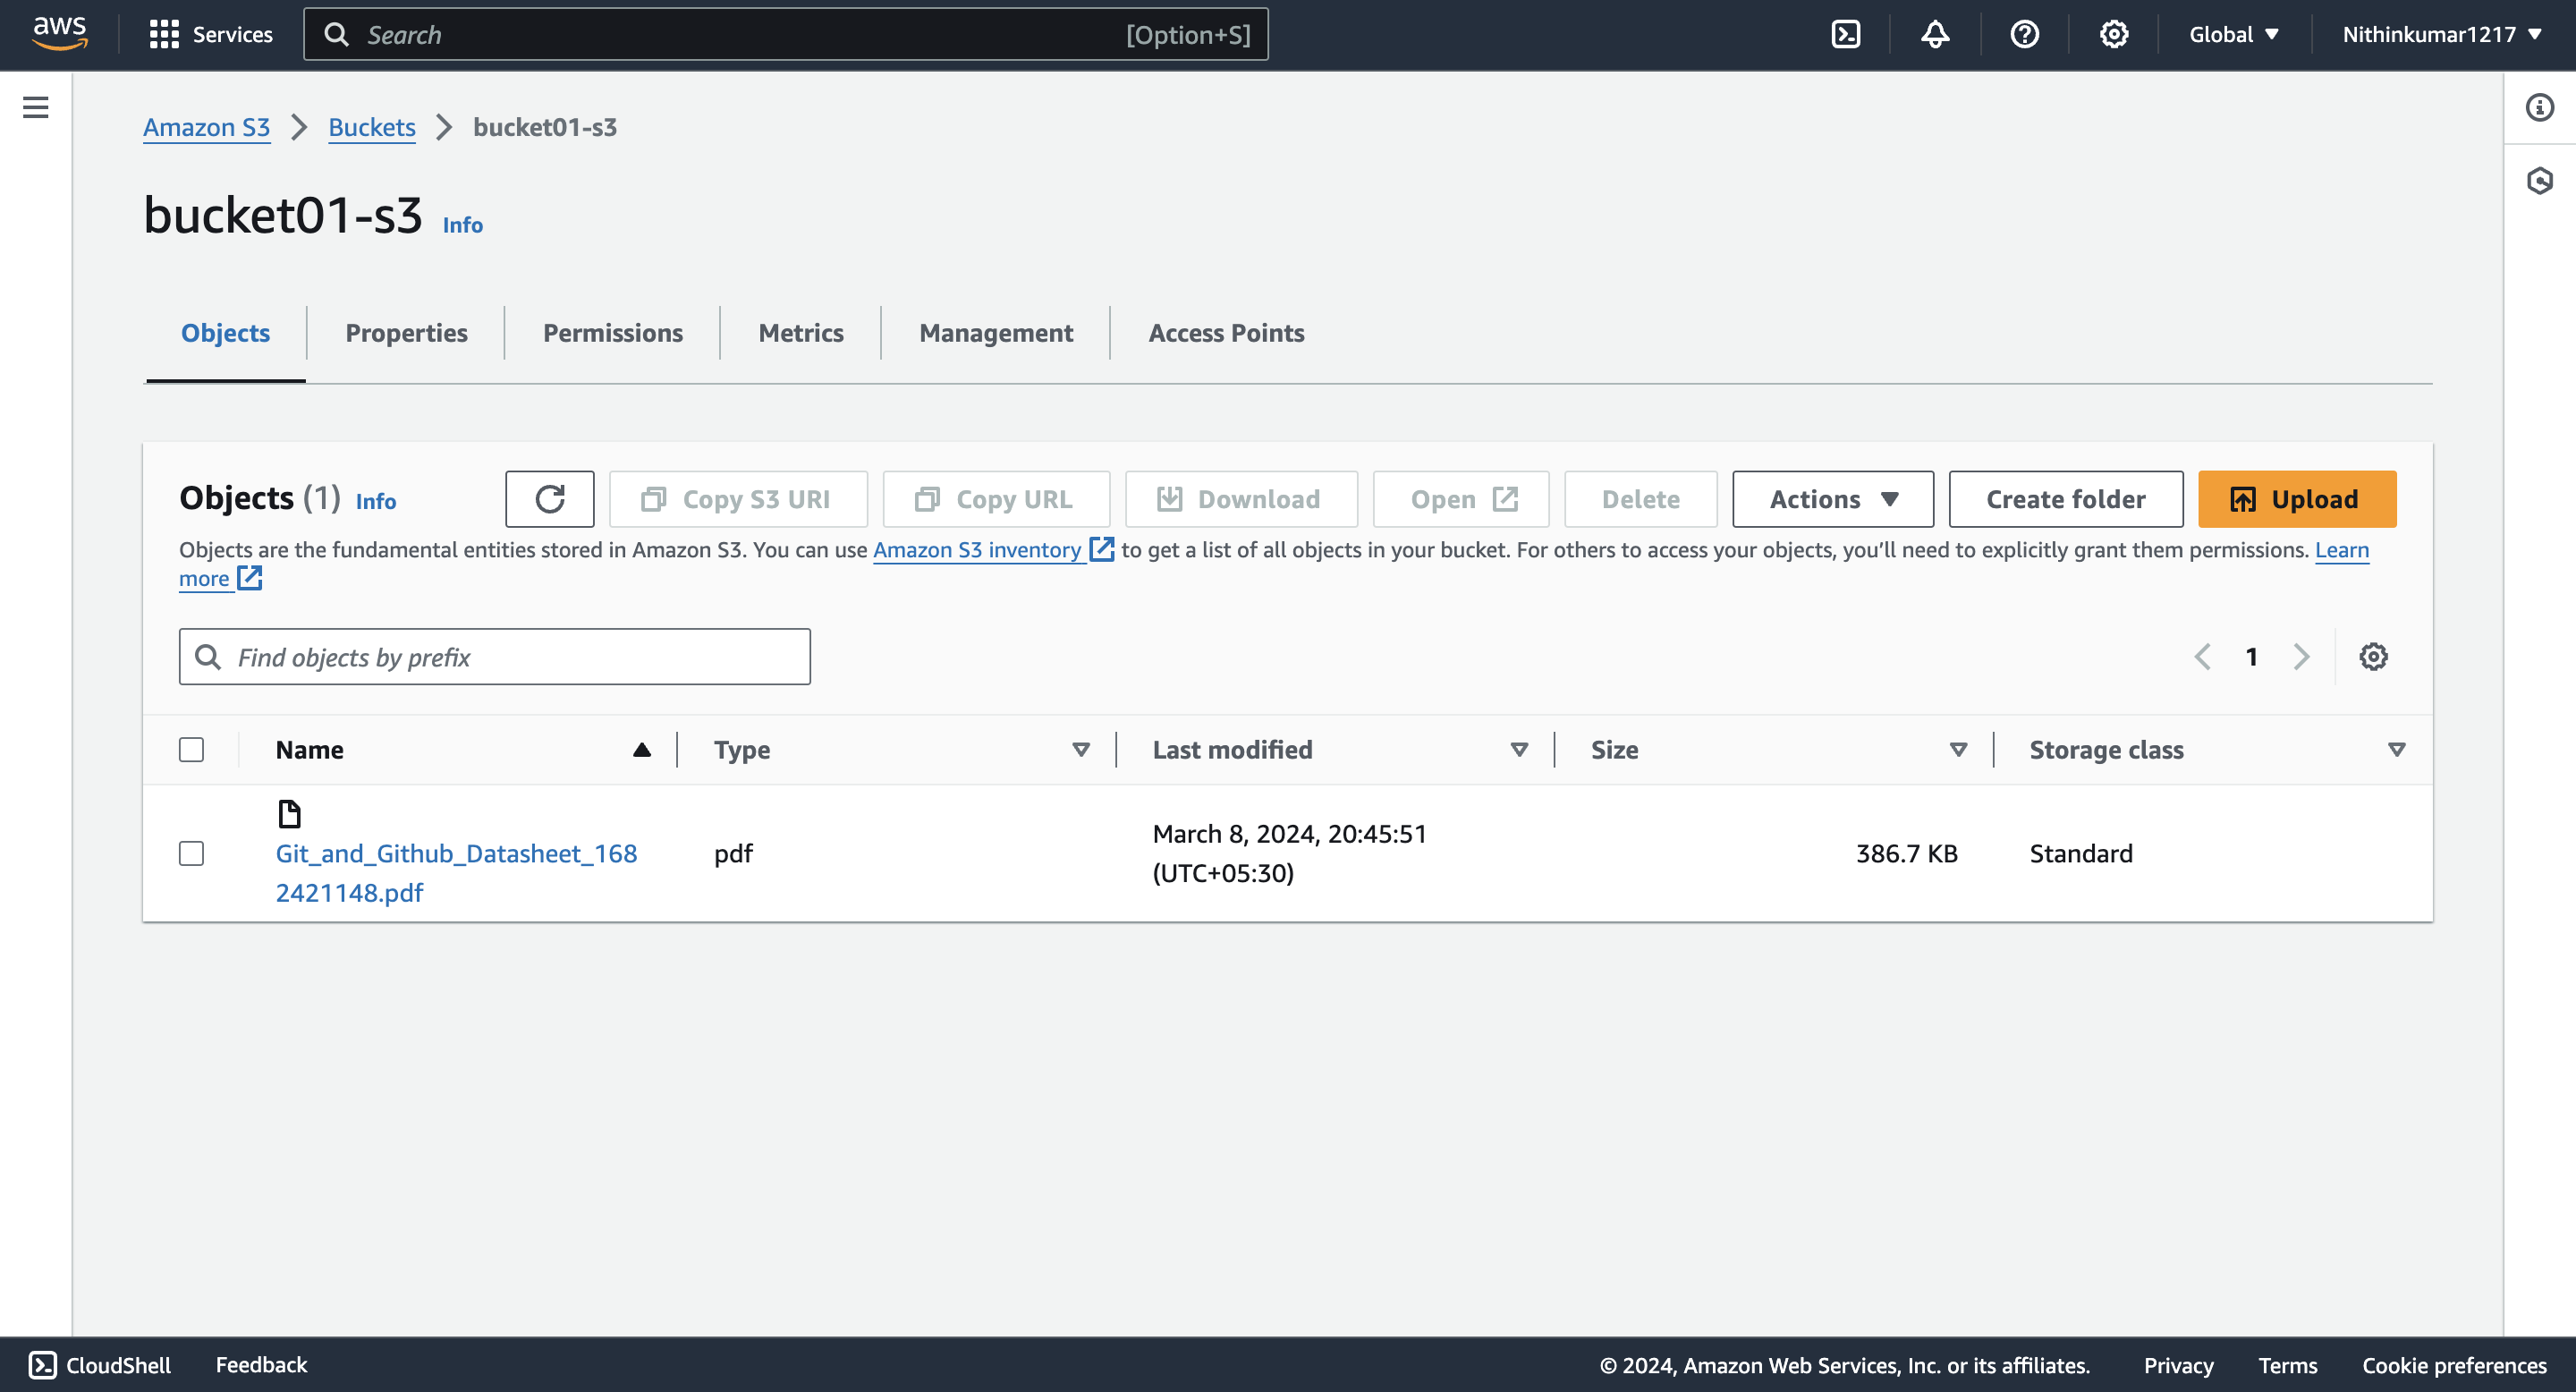 aws
Services
Search
[Option+S]
Global
Nithinkumar1217
Amazon S3
Buckets
bucket01-s3
bucket01-s3
Info
Objects
Properties
Permissions
Metrics
Management
Access Points
Objects (1)
Info
Copy S3 URI
Copy URL
Download
Open
Delete
Actions
Create folder
Upload
Objects are the fundamental entities stored in Amazon S3. You can use Amazon S3 inventory to get a list of all objects in your bucket. For others to access your objects, you’ll need to explicitly grant them permissions. Learn
more
Find objects by prefix
1
Name
Type
Last modified
Size
Storage class
Git_and_Github_Datasheet_168
2421148.pdf
pdf
March 8, 2024, 20:45:51
(UTC+05:30)
386.7 KB
Standard
CloudShell
Feedback
© 2024, Amazon Web Services, Inc. or its affiliates.
Privacy
Terms
Cookie preferences